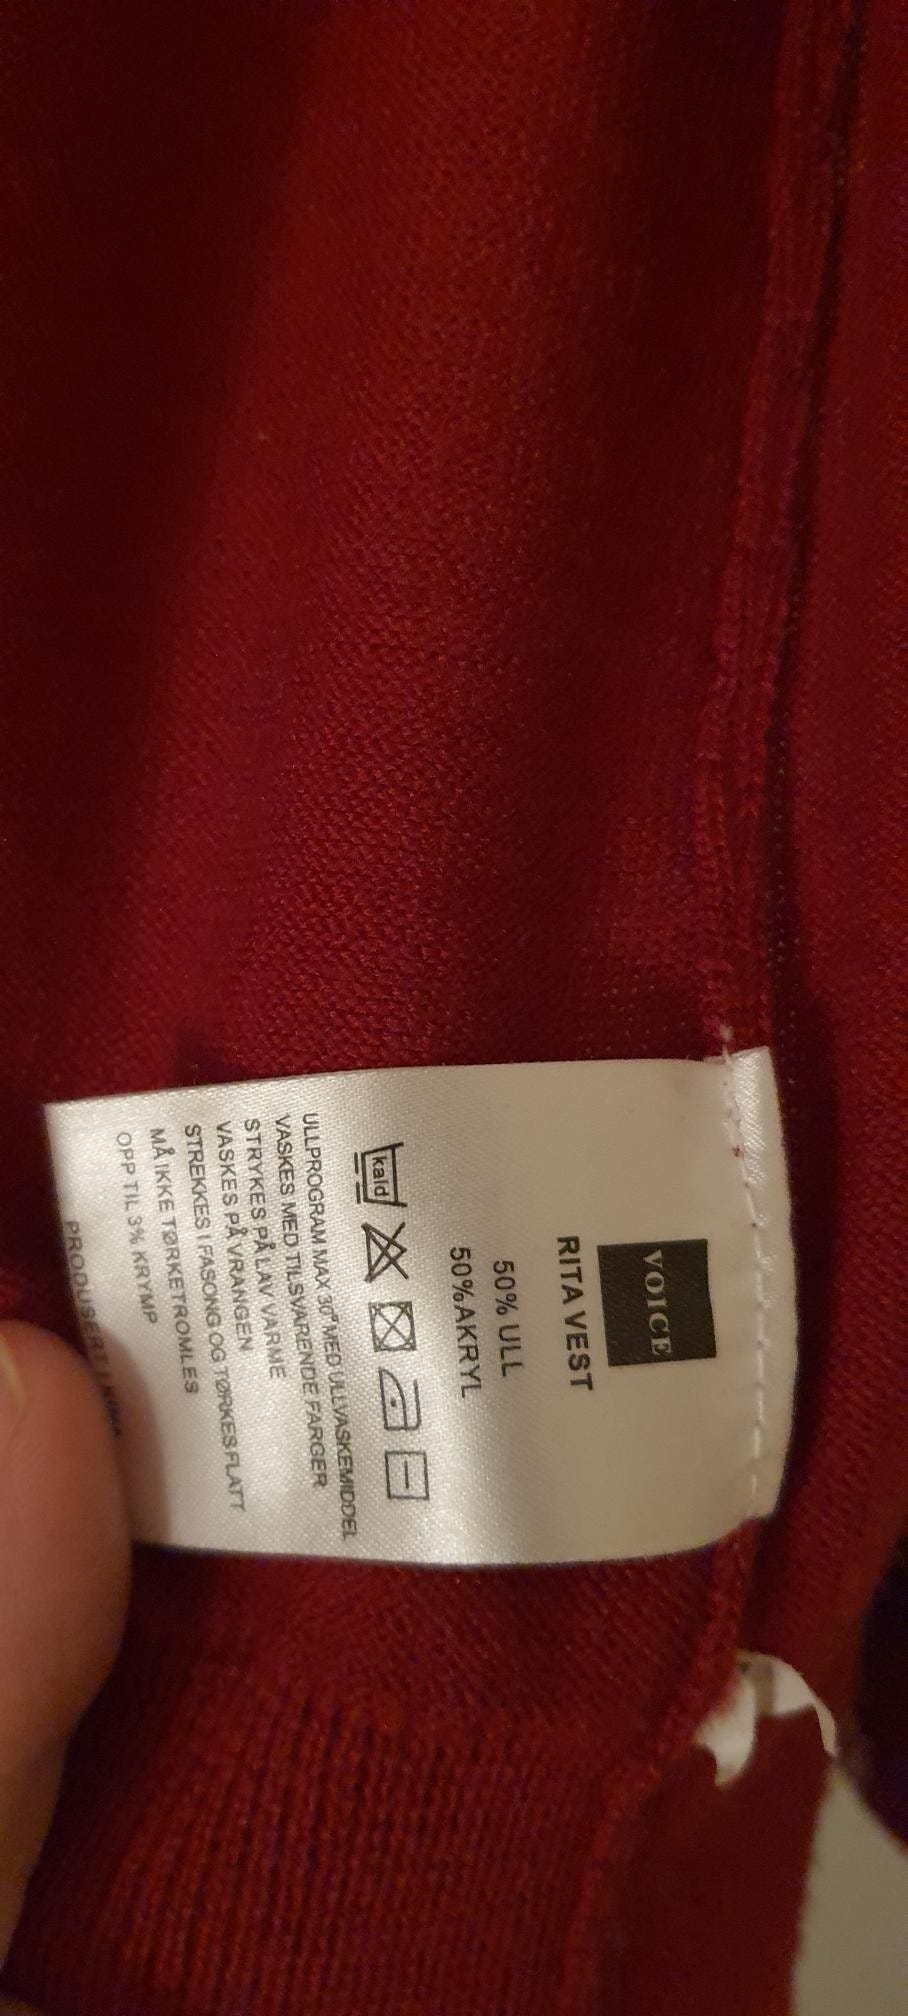 VOICE
RITA VEST
50% ULL
50% AKRYL
kald
ULLPROGRAM MAX 30° MED ULLVASKEMIDDEL
VASKES MED TILSVARENDE FARGER
STRYKES PÅ LAV VARME
VASKES PÅ VRANGEN
STREKKES I FASONG OG TØRKES FLATT
MÅ IKKE TØRKETROMLES
OPP TIL 3% KRYMP
PRODUSERT I